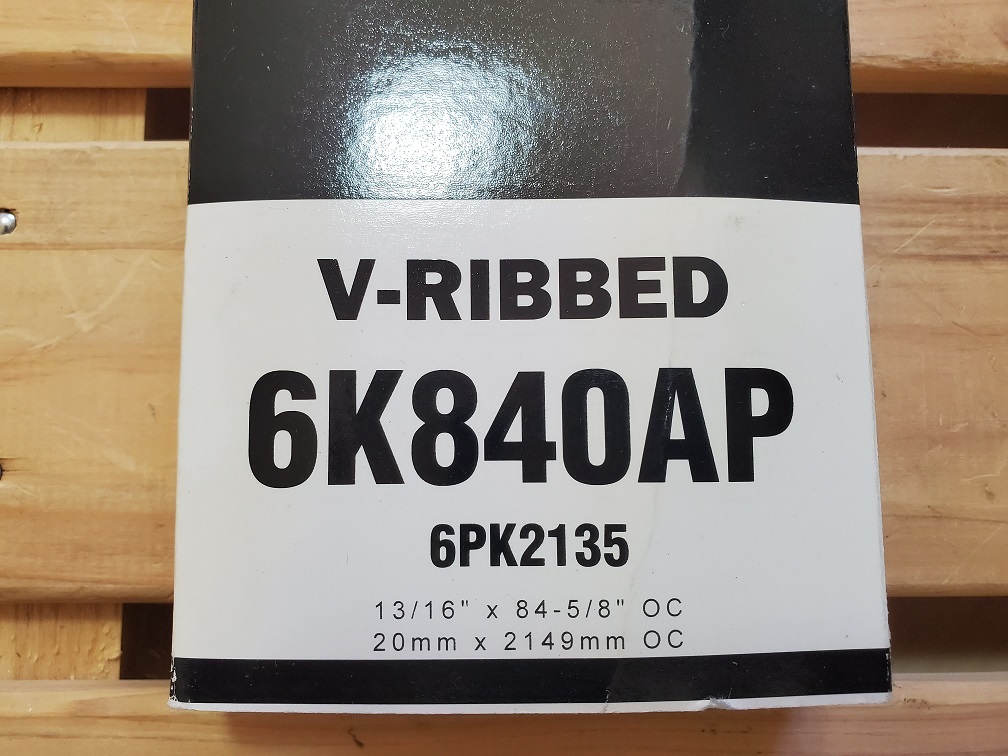 V-RIBBED
6K840AP
6PK2135
13/16" x 84-5/8" OC
20mm x 2149mm OC